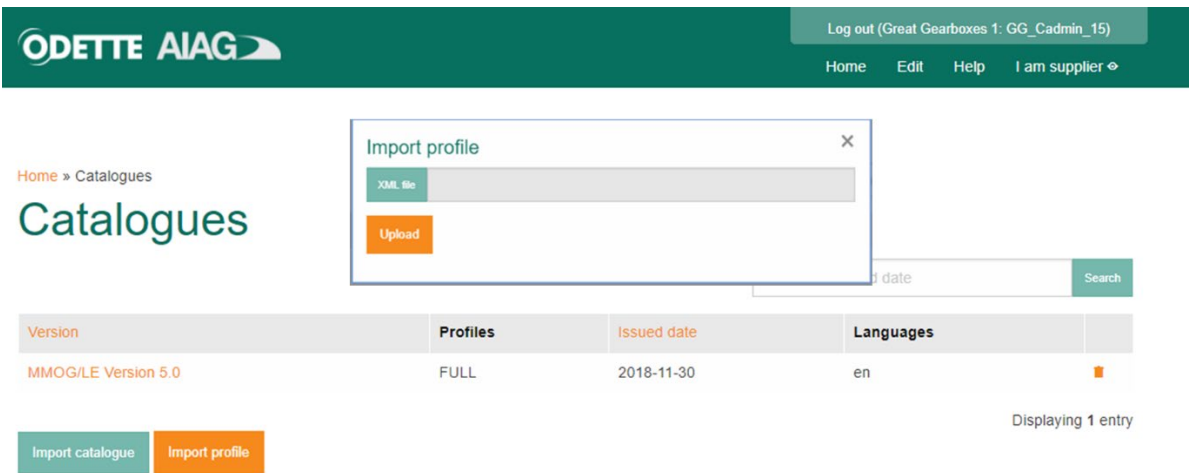 ODETTE AIAG
Log out (Great Gearboxes 1: GG_Cadmin_15)
Home Edit Help I am supplier
Import profile ×
XML file
Upload
Home » Catalogues
Catalogues
date
Search
Version Profiles Issued date Languages
MMOG/LE Version 5.0 FULL 2018-11-30 en
Displaying 1 entry
Import catalogue Import profile